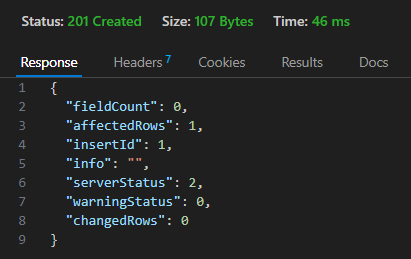 Status: 201 Created Size: 107 Bytes Time: 46 ms
Response Headers 7 Cookies Results Docs
1 {
2 "fieldCount": 0,
3 "affectedRows": 1,
4 "insertId": 1,
5 "info": "",
6 "serverStatus": 2,
7 "warningStatus": 0,
8 "changedRows": 0
9 }